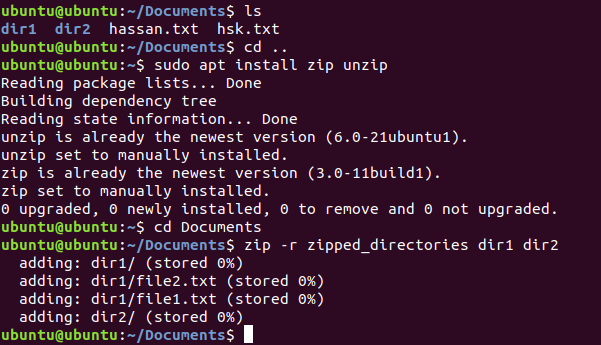 ubuntu@ubuntu:~/Documents$ ls
dir1  dir2  hassan.txt  hsk.txt
ubuntu@ubuntu:~/Documents$ cd ..
ubuntu@ubuntu:~$ sudo apt install zip unzip
Reading package lists... Done
Building dependency tree
Reading state information... Done
unzip is already the newest version (6.0-21ubuntu1).
unzip set to manually installed.
zip is already the newest version (3.0-11build1).
zip set to manually installed.
0 upgraded, 0 newly installed, 0 to remove and 0 not upgraded.
ubuntu@ubuntu:~$ cd Documents
ubuntu@ubuntu:~/Documents$ zip -r zipped_directories dir1 dir2
  adding: dir1/ (stored 0%)
  adding: dir1/file2.txt (stored 0%)
  adding: dir1/file1.txt (stored 0%)
  adding: dir2/ (stored 0%)
ubuntu@ubuntu:~/Documents$